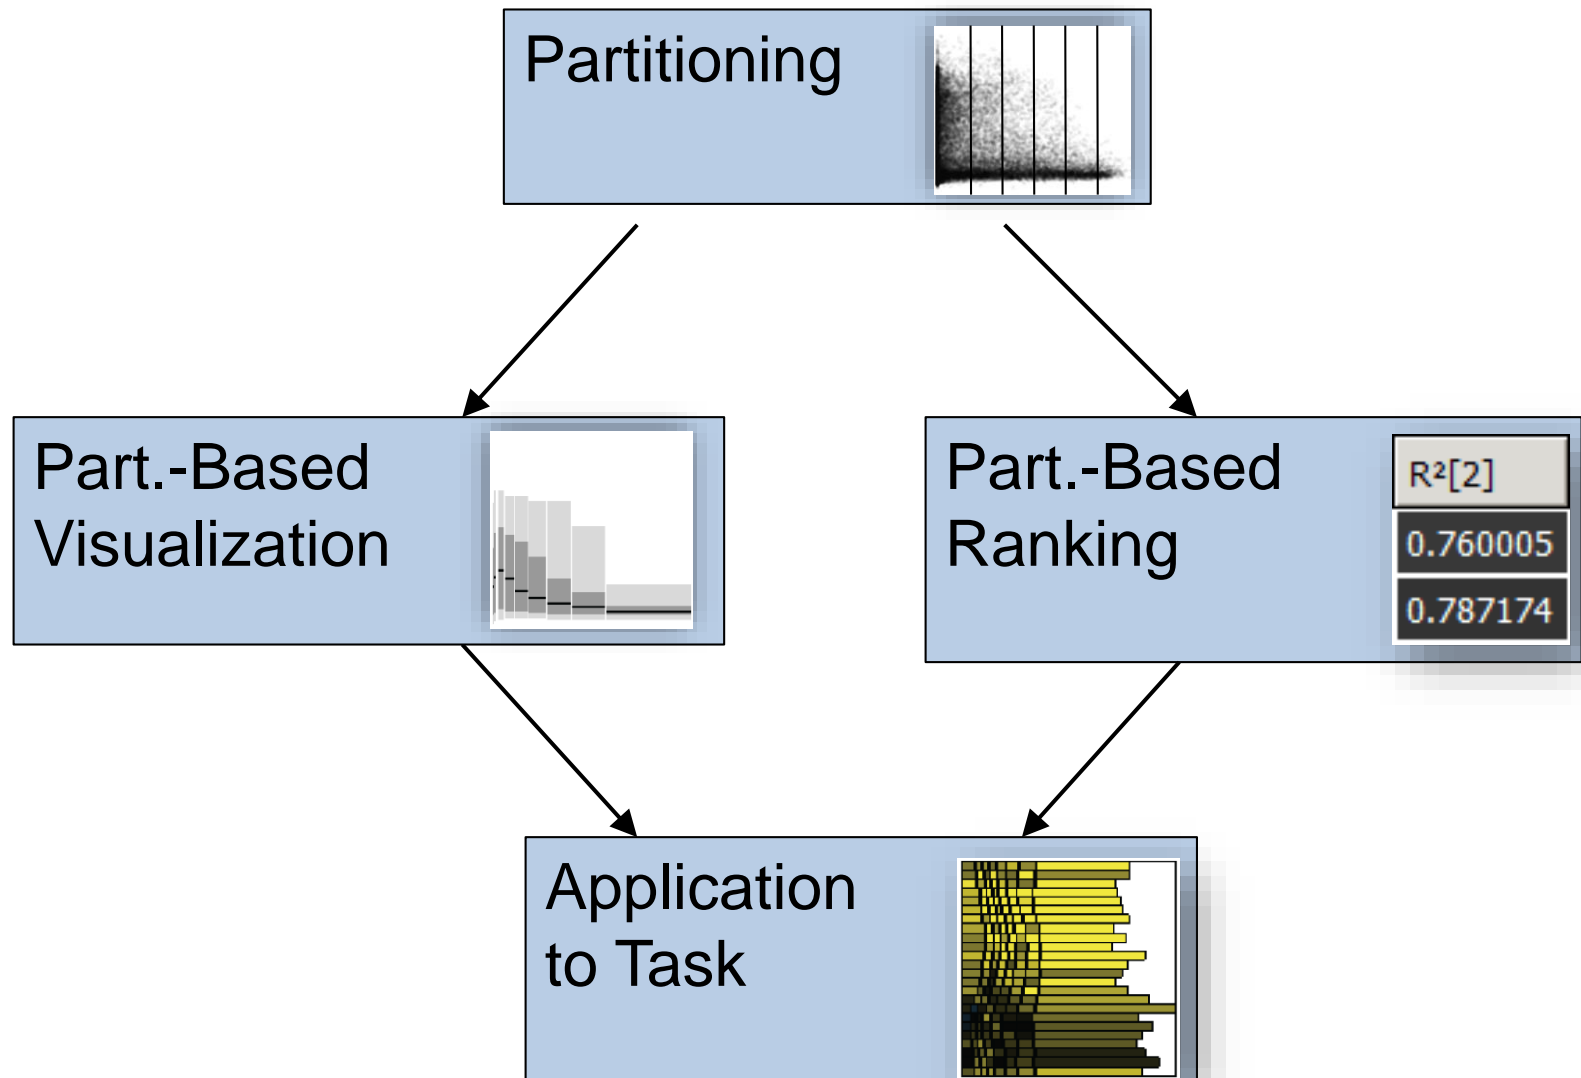 Partitioning
Part.-Based
Visualization
Part.-Based
Ranking
R²[2]
0.760005
0.787174
Application
to Task